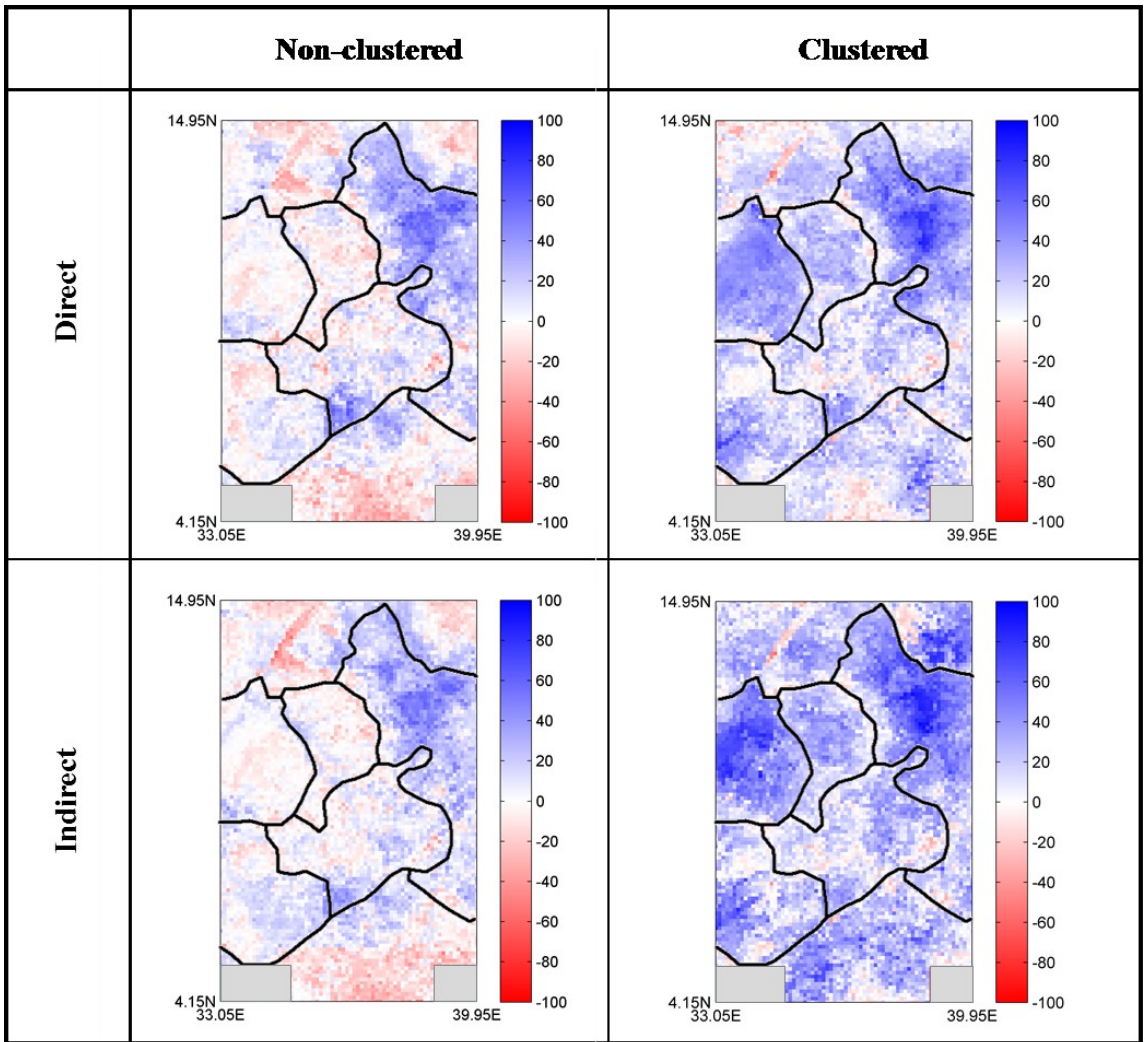 Non-clustered
Clustered
Direct
14.95N
100
80
60
40
20
0
-20
-40
-60
-80
-100
4.15N
33.05E
39.95E
14.95N
100
80
60
40
20
0
-20
-40
-60
-80
-100
4.15N
33.05E
39.95E
Indirect
14.95N
100
80
60
40
20
0
-20
-40
-60
-80
-100
4.15N
33.05E
39.95E
14.95N
100
80
60
40
20
0
-20
-40
-60
-80
-100
4.15N
33.05E
39.95E